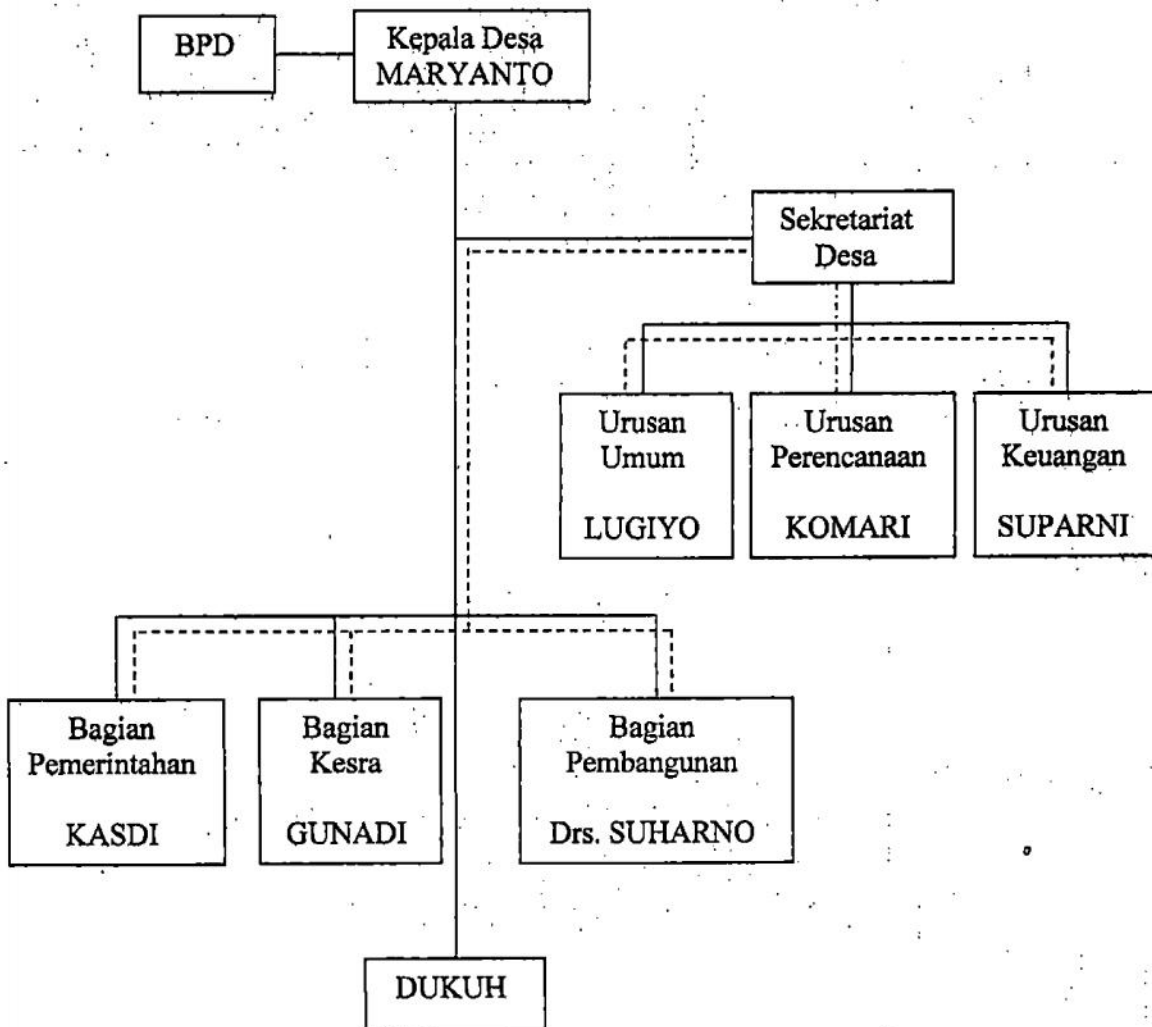 BPD
Kepala Desa
MARYANTO
Sekretariat
Desa
Urusan
Umum
LUGIYO
Urusan
Perencanaan
KOMARI
Urusan
Keuangan
SUPARNI
Bagian
Pemerintahan
KASDI
Bagian
Kesra
GUNADI
Bagian
Pembangunan
Drs. SUHARNO
DUKUH